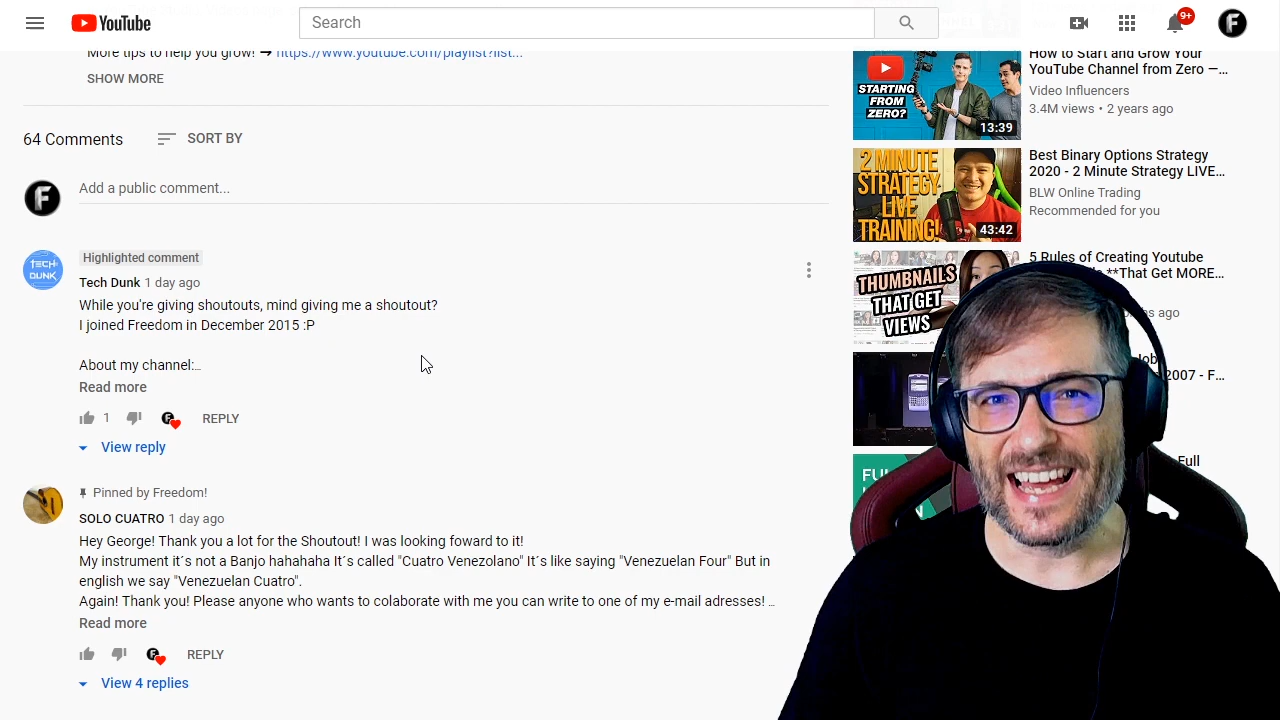 YouTube
Search
9+
F
More tips to help you grow! → https://www.youtube.com/playlist?list...
SHOW MORE
64 Comments
SORT BY
F
Add a public comment...
Highlighted comment
TECH
DUNK
Tech Dunk 1 day ago
While you're giving shoutouts, mind giving me a shoutout?
I joined Freedom in December 2015 :P
About my channel:...
Read more
1
REPLY
View reply
Pinned by Freedom!
SOLO CUATRO 1 day ago
Hey George! Thank you a lot for the Shoutout! I was looking foward to it!
My instrument it´s not a Banjo hahahaha It´s called "Cuatro Venezolano" It´s like saying "Venezuelan Four" But in
english we say "Venezuelan Cuatro".
Again! Thank you! Please anyone who wants to colaborate with me you can write to one of my e-mail adresses! ...
Read more
REPLY
View 4 replies
STARTING
FROM
ZERO?
13:39
How to Start and Grow Your
YouTube Channel from Zero —...
Video Influencers
3.4M views • 2 years ago
2 MINUTE
STRATEGY
LIVE
TRAINING!
43:42
Best Binary Options Strategy
2020 - 2 Minute Strategy LIVE...
BLW Online Trading
Recommended for you
THUMBNAILS
THAT GET
VIEWS
5 Rules of Creating Youtube
**That Get MORE...
ago
2007 - F...
Full